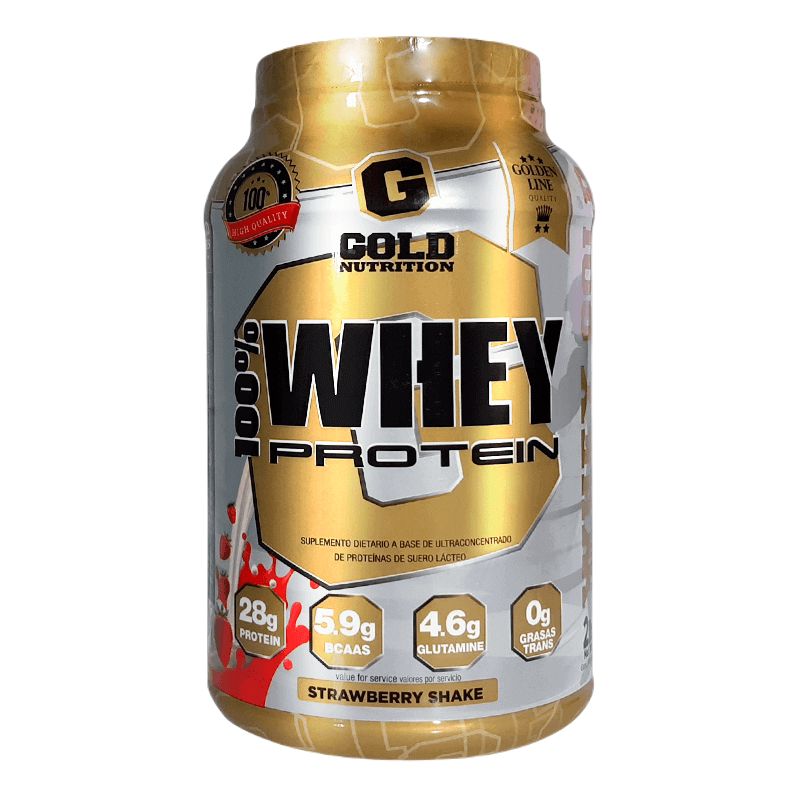 100%
HIGH QUALITY
G
GOLD
NUTRITION
GOLDEN
LINE
QUALITY
100%
WHEY
PROTEIN
SUPLEMENTO DIETARIO A BASE DE ULTRACONCENTRADO
DE PROTEÍNAS DE SUERO LÁCTEO
28g
PROTEIN
5.9g
BCAAS
4.6g
GLUTAMINE
0g
GRASAS
TRANS
value for service valores por servicio
STRAWBERRY SHAKE